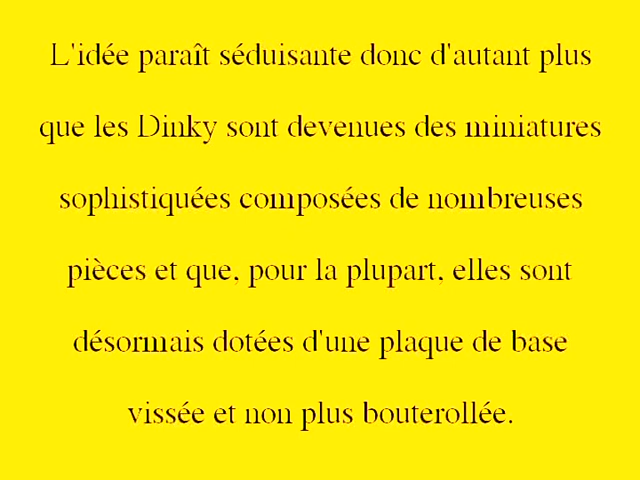 L'idée paraît séduisante donc d'autant plus
que les Dinky sont devenues des miniatures
sophistiquées composées de nombreuses
pièces et que, pour la plupart, elles sont
désormais dotées d'une plaque de base
vissée et non plus bouterollée.